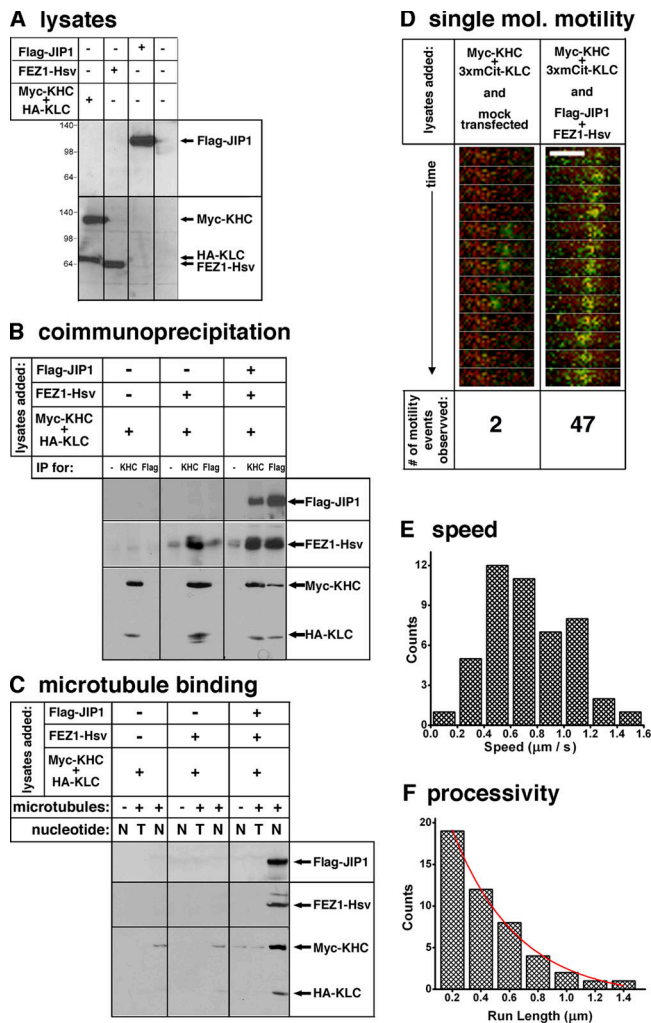 A lysates
Flag-JIP1 - - + -
FEZ1-Hsv - + - -
Myc-KHC
+
HA-KLC
+ - - -
140
98
64
Flag-JIP1
140
98
64
Myc-KHC
HA-KLC
FEZ1-Hsv
B coimmunoprecipitation
lysates added:
Flag-JIP1 - - +
FEZ1-Hsv - + +
Myc-KHC
+
HA-KLC
+ + +
IP for: - KHC Flag - KHC Flag - KHC Flag
Flag-JIP1
FEZ1-Hsv
Myc-KHC
HA-KLC
C microtubule binding
lysates added:
Flag-JIP1 - - +
FEZ1-Hsv - + +
Myc-KHC
+
HA-KLC
+ + +
microtubules: - + + - + + - + +
nucleotide: N T N N T N N T N
Flag-JIP1
FEZ1-Hsv
Myc-KHC
HA-KLC
D single mol. motility
lysates added:
Myc-KHC
+
3xmCit-KLC
and
mock
transfected
Myc-KHC
+
3xmCit-KLC
and
Flag-JIP1
+
FEZ1-Hsv
time
# of motility
events
observved:
2
47
E speed
Counts
12
9
6
3
0.0 0.2 0.4 0.6 0.8 1.0 1.2 1.4 1.6
Speed (μm / s)
F processivity
Counts
20
15
10
5
0
0.2 0.4 0.6 0.8 1.0 1.2 1.4
Run Length (μm)